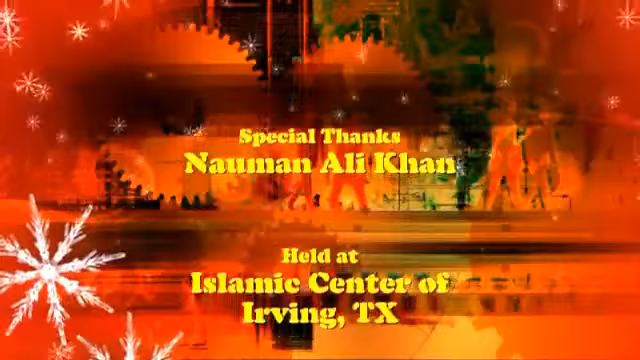 Special Thanks
Nauman Ali Khan
Held at
Islamic Center of
Irving, TX